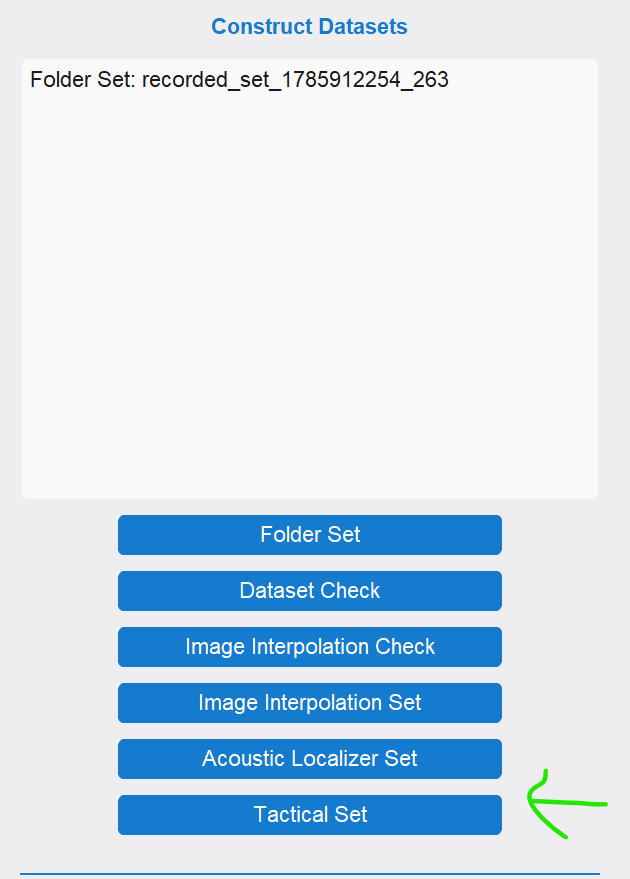 Construct Datasets
Folder Set: recorded_set_1785912254_263
Folder Set
Dataset Check
Image Interpolation Check
Image Interpolation Set
Acoustic Localizer Set
Tactical Set